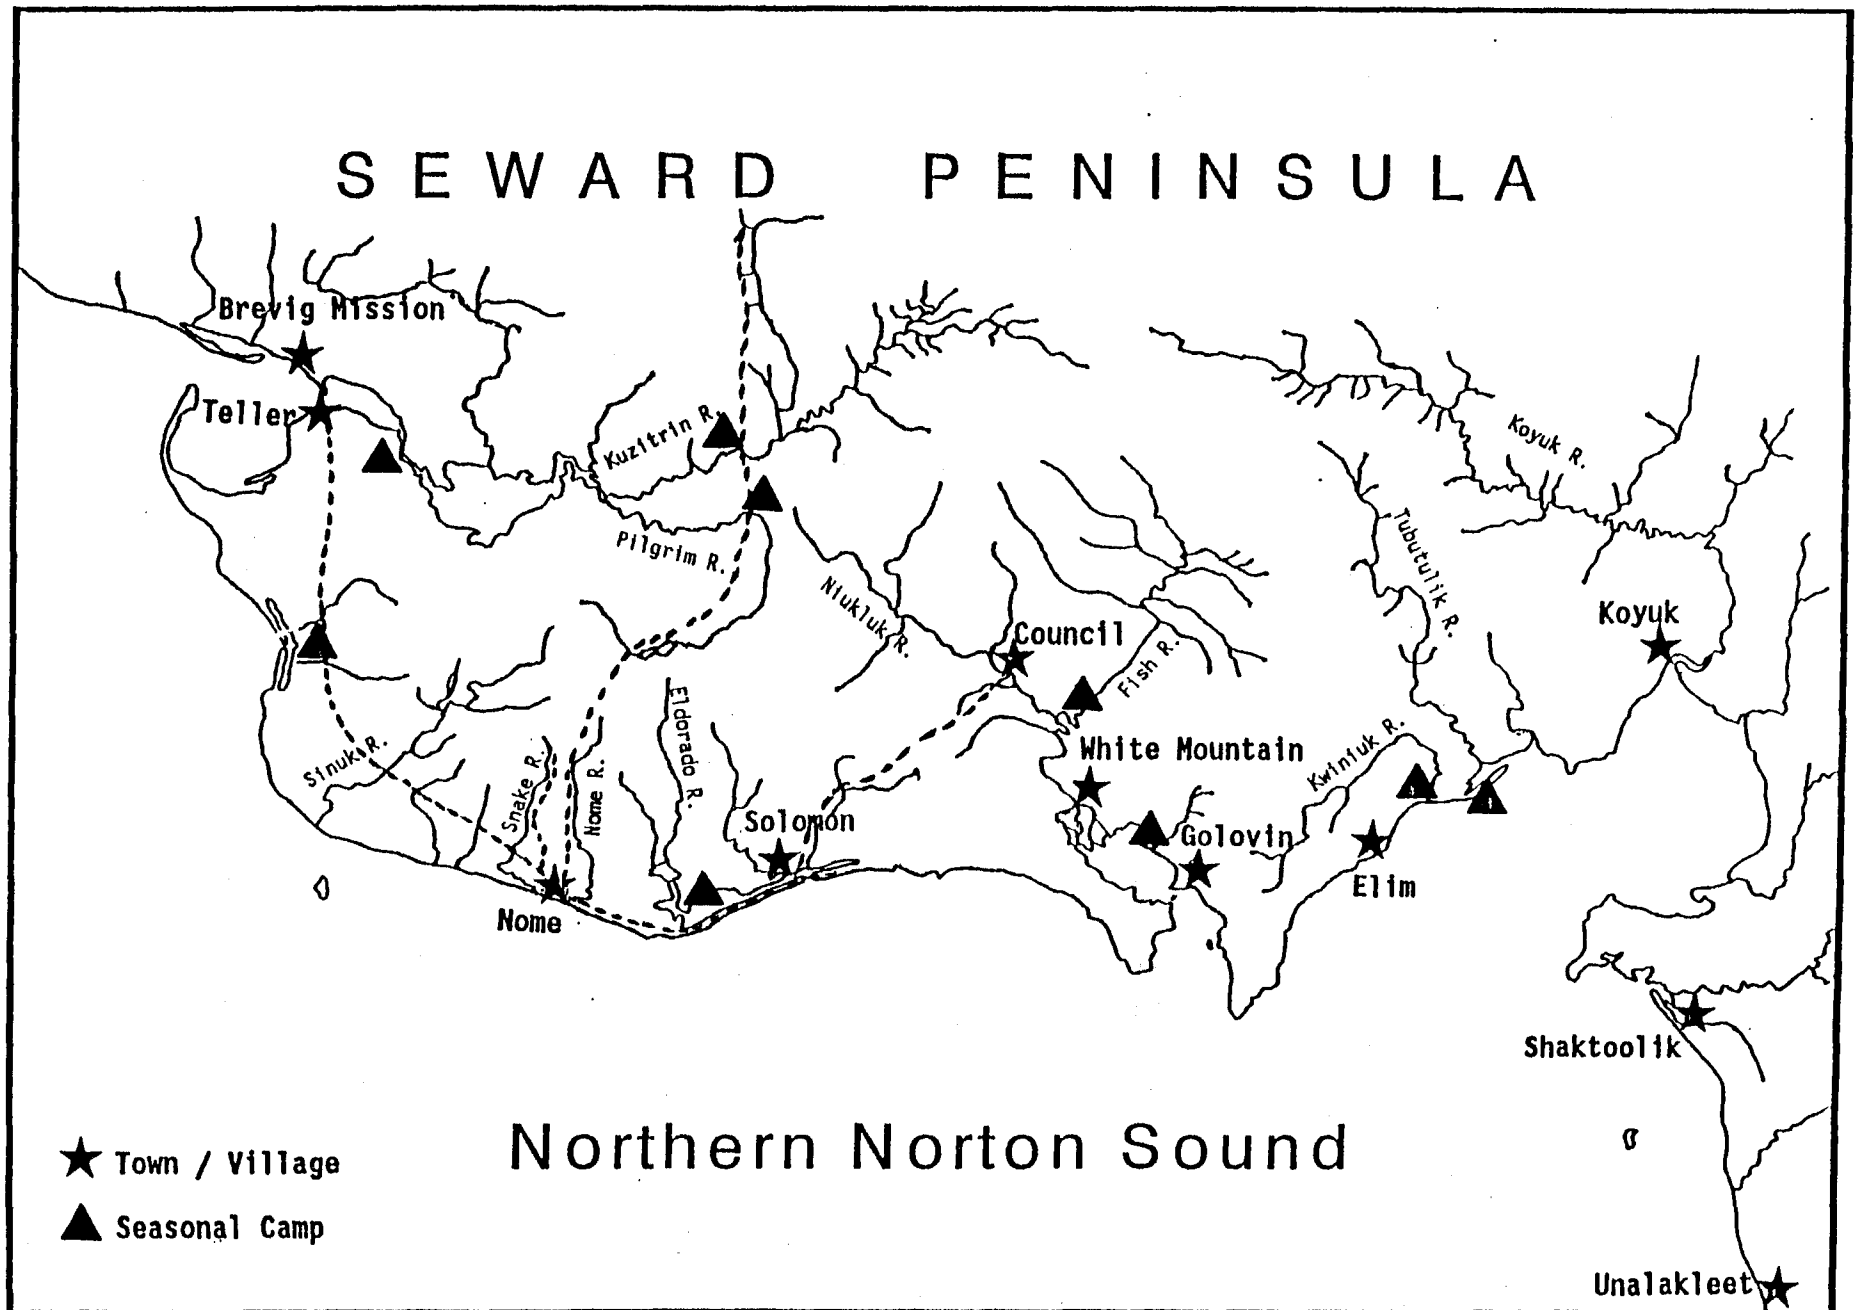 SEWARD PENINSULA
Brevig Mission
Teller
Kuzitrin R.
Koyuk R.
Pilgrim R.
Tubutulik R.
Niukluk R.
Koyuk
Council
Fish R.
Eldorado R.
Sinuk R.
White Mountain
Kwiniuk R.
Snake R.
Nome R.
Solomon
Golovin
Elim
Nome
Shaktoolik
Northern Norton Sound
Town / Village
Seasonal Camp
Unalakleet